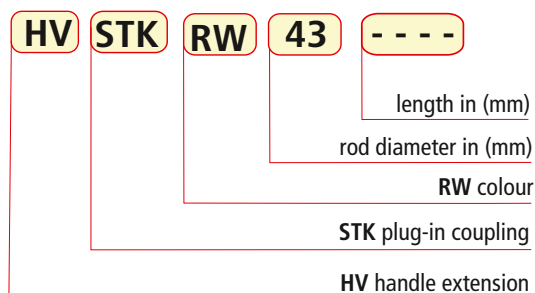 HV STK RW 43 - - - -
length in (mm)
rod diameter in (mm)
RW colour
STK plug-in coupling
HV handle extension